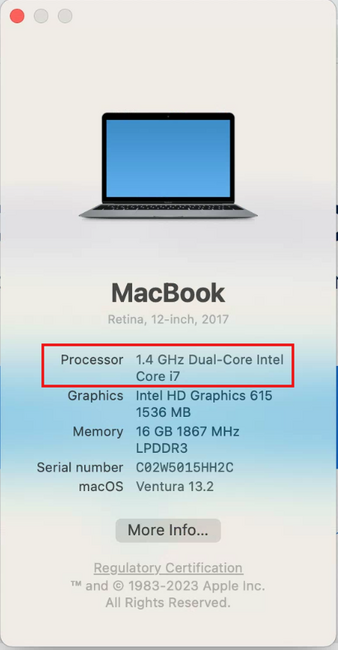 MacBook
Retina, 12-inch, 2017
Processor 1.4 GHz Dual-Core Intel
Core i7
Graphics Intel HD Graphics 615
1536 MB
Memory 16 GB 1867 MHz
LPDDR3
Serial number C02W5015HH2C
macOS Ventura 13.2
More Info...
Regulatory Certification
™ and © 1983-2023 Apple Inc.
All Rights Reserved.